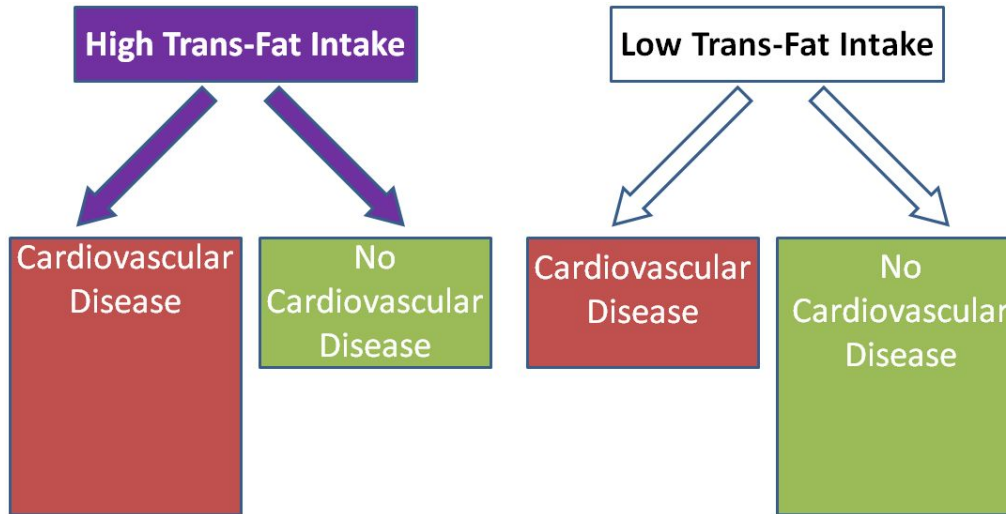 High Trans-Fat Intake
Low Trans-Fat Intake
Cardiovascular
Disease
No
Cardiovascular
Disease
Cardiovascular
Disease
No
Cardiovascular
Disease